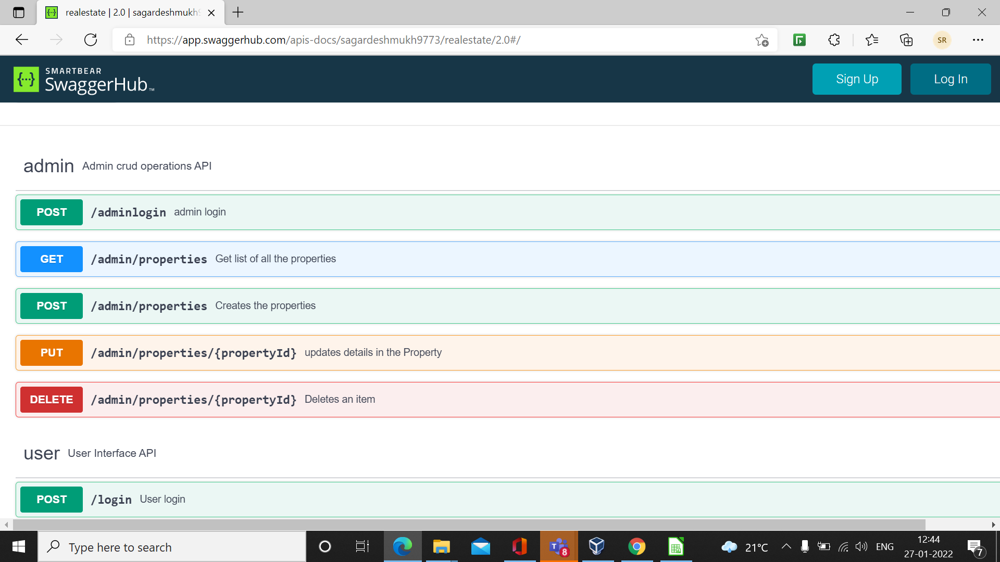 realestate | 2.0 | sagardeshmukh9
https://app.swaggerhub.com/apis-docs/sagardeshmukh9773/realestate/2.0#/
SR
SMARTBEAR
SwaggerHub™
Sign Up
Log In
admin Admin crud operations API
POST /adminlogin admin login
GET /admin/properties Get list of all the properties
POST /admin/properties Creates the properties
PUT /admin/properties/{propertyId} updates details in the Property
DELETE /admin/properties/{propertyId} Deletes an item
user User Interface API
POST /login User login
Type here to search
T
8
21°C
ENG
12:44
27-01-2022
7